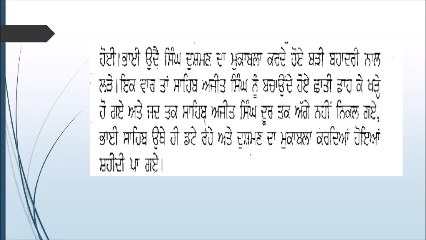 ਹੋਈ।ਭਾਈ ਉਦੈ ਸਿੰਘ ਦੁਸ਼ਮਣ ਦਾ ਮੁਕਾਬਲਾ ਕਰਦੇ ਹੋਏ ਬੜੀ ਬਹਾਦਰੀ ਨਾਲ
ਲੜੇ।ਇਕ ਵਾਰ ਤਾਂ ਸਾਹਿਬ ਅਜੀਤ ਸਿੰਘ ਨੂੰ ਬਚਾਉਂਦੇ ਹੋਏ ਛਾਤੀ ਡਾਹ ਕੇ ਖੜ੍ਹੇ
ਹੋ ਗਏ ਅਤੇ ਜਦ ਤਕ ਸਾਹਿਬ ਅਜੀਤ ਸਿੰਘ ਦੂਰ ਤਕ ਅੱਗੇ ਨਹੀਂ ਨਿਕਲ ਗਏ,
ਭਾਈ ਸਾਹਿਬ ਉਥੇ ਹੀ ਡਟੇ ਰਹੇ ਅਤੇ ਦੁਸ਼ਮਣ ਦਾ ਮੁਕਾਬਲਾ ਕਰਦਿਆਂ ਹੋਇਆਂ
ਸ਼ਹੀਦੀ ਪਾ ਗਏ।